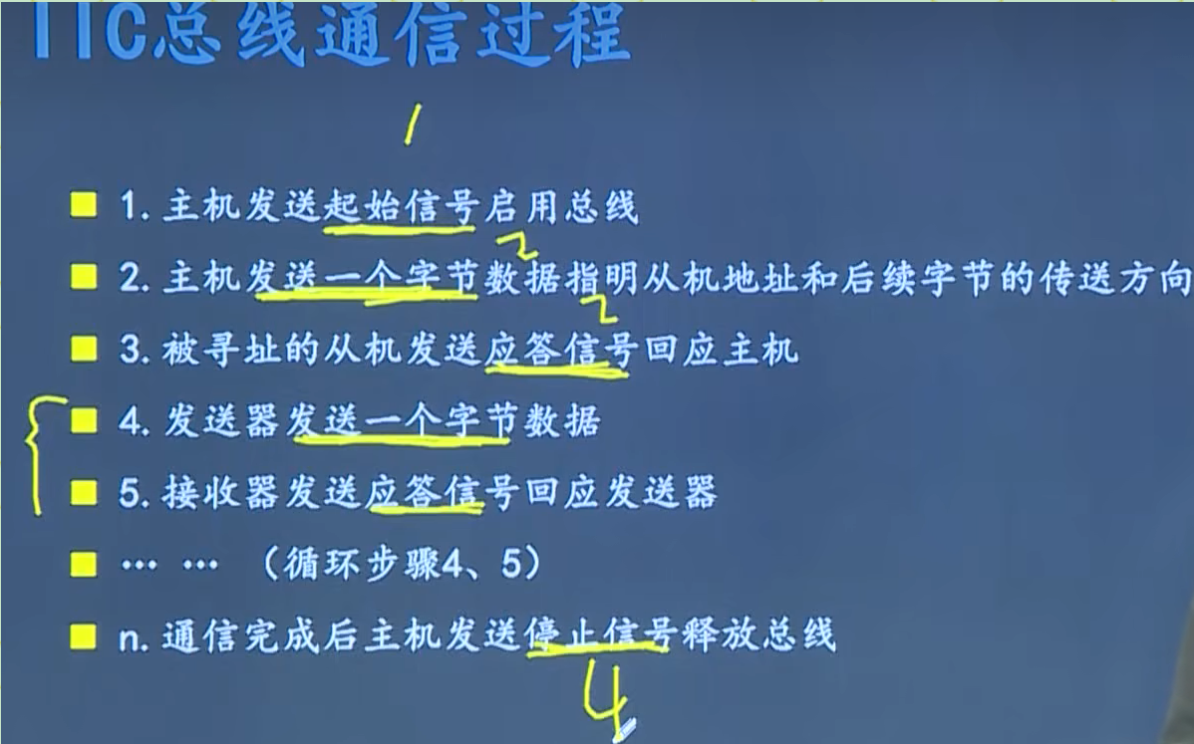 IIC总线通信过程
1
1. 主机发送起始信号启用总线
2
2. 主机发送一个字节数据指明从机地址和后续字节的传送方向
2
3. 被寻址的从机发送应答信号回应主机
4. 发送器发送一个字节数据
5. 接收器发送应答信号回应发送器
… … （循环步骤4、5）
n. 通信完成后主机发送停止信号释放总线
4